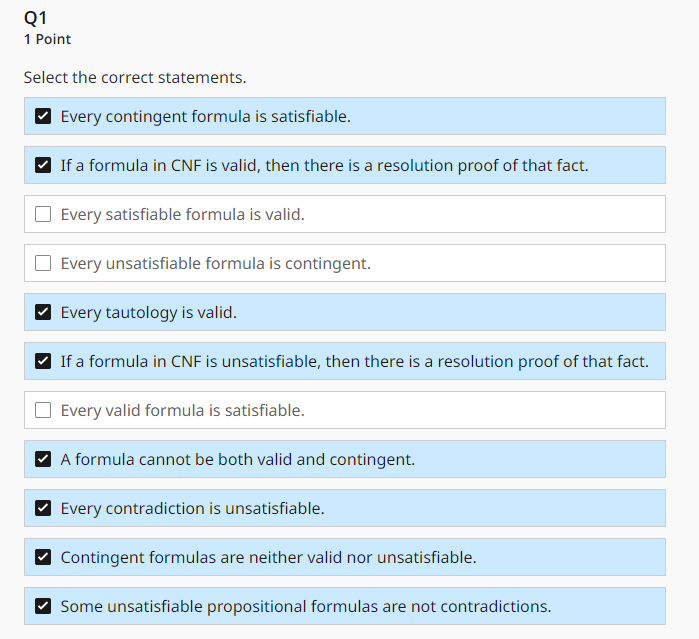 Q1
1 Point
Select the correct statements.
Every contingent formula is satisfiable.
If a formula in CNF is valid, then there is a resolution proof of that fact.
Every satisfiable formula is valid.
Every unsatisfiable formula is contingent.
Every tautology is valid.
If a formula in CNF is unsatisfiable, then there is a resolution proof of that fact.
Every valid formula is satisfiable.
A formula cannot be both valid and contingent.
Every contradiction is unsatisfiable.
Contingent formulas are neither valid nor unsatisfiable.
Some unsatisfiable propositional formulas are not contradictions.